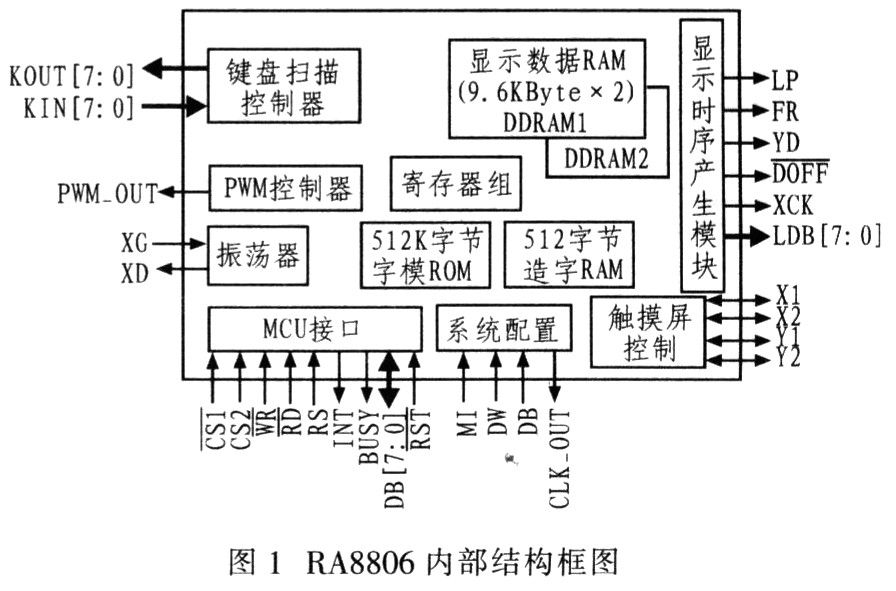 KOUT[7:0]
KIN[7:0]
键盘扫描
控制器
显示数据RAM
(9.6KByte×2)
DDRAM1
DDRAM2
显示时序产生模块
LP
FR
YD
DOFF
XCK
LDB[7:0]
PWM_OUT
PWM控制器
寄存器组
XG
XD
振荡器
512K字节
字模ROM
512字节
造字RAM
MCU接口
系统配置
触摸屏
控制
X1
X2
Y1
Y2
CS1
CS2
WR
RD
RS
INT
BUSY
DB[7:0]
RST
MI
DW
DB
CLK_OUT
图1 RA8806内部结构框图